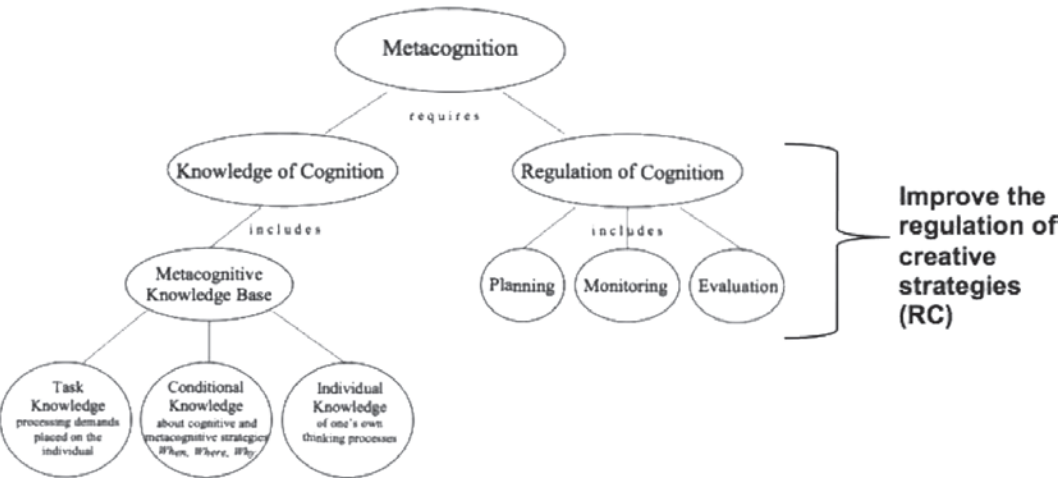 Metacognition
requires
Knowledge of Cognition
Regulation of Cognition
includes
includes
Metacognitive
Knowledge Base
Planning
Monitoring
Evaluation
Task
Knowledge
processing demands
placed on the
individual
Conditional
Knowledge
about cognitive and
metacognitive strategies
When, Where, Why
Individual
Knowledge
of one's own
thinking processes
Improve the
regulation of
creative
strategies
(RC)